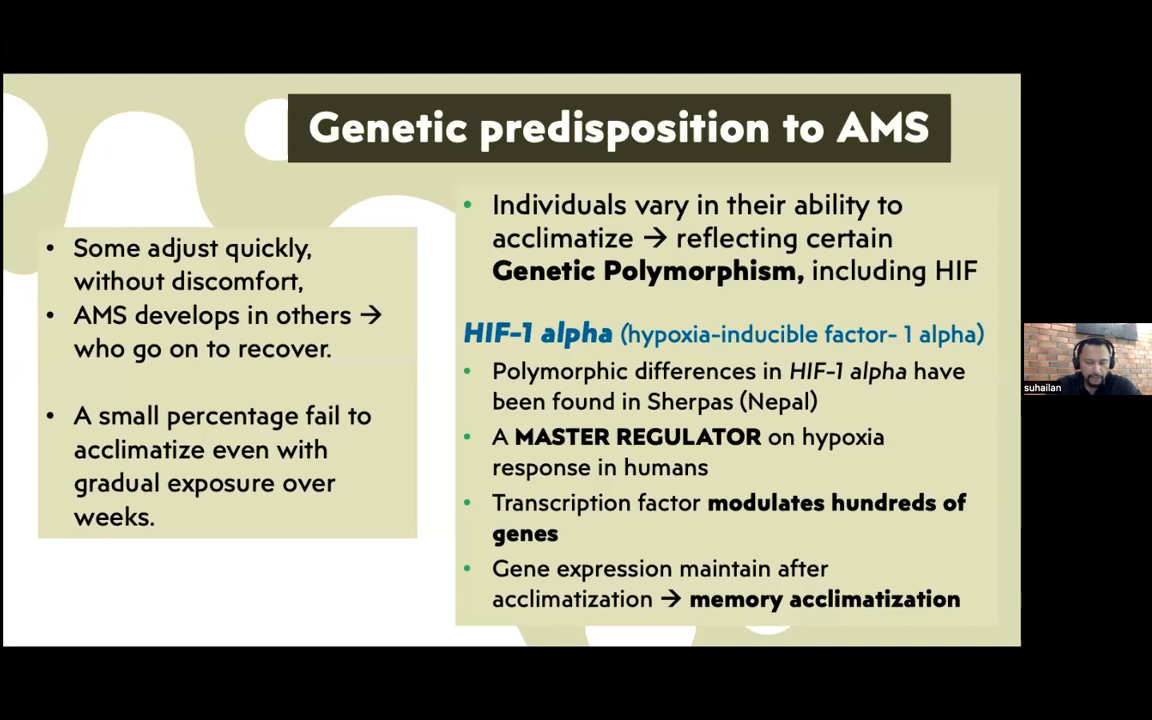 Genetic predisposition to AMS
• Some adjust quickly,
without discomfort,
• AMS develops in others →
who go on to recover.
• A small percentage fail to
acclimatize even with
gradual exposure over
weeks.
• Individuals vary in their ability to
acclimatize → reflecting certain
Genetic Polymorphism, including HIF
HIF-1 alpha (hypoxia-inducible factor- 1 alpha)
• Polymorphic differences in HIF-1 alpha have
been found in Sherpas (Nepal)
• A MASTER REGULATOR on hypoxia
response in humans
• Transcription factor modulates hundreds of
genes
• Gene expression maintain after
acclimatization → memory acclimatization
suhailan